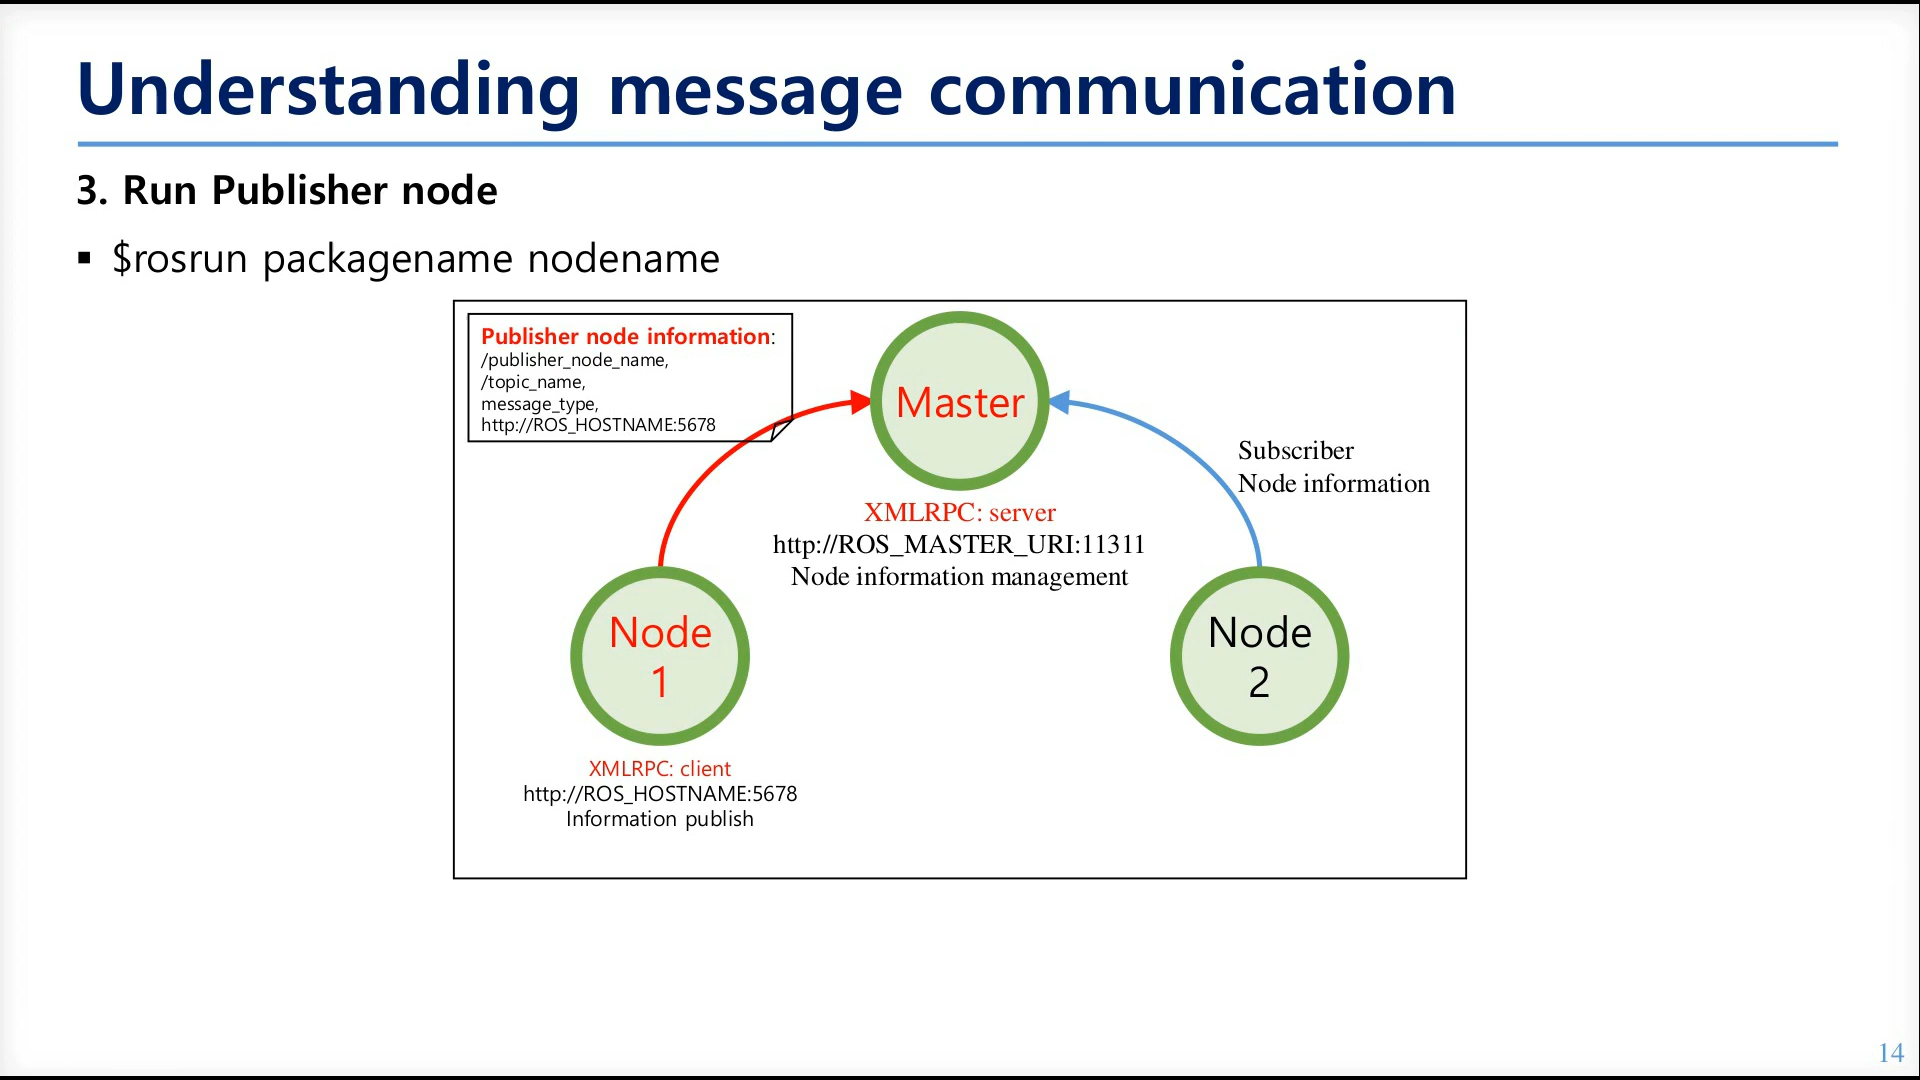 Understanding message communication
3. Run Publisher node
▪ $rosrun packagename nodename
Publisher node information:
/publisher_node_name,
/topic_name,
message_type,
http://ROS_HOSTNAME:5678
Master
Subscriber
Node information
XMLRPC: server
http://ROS_MASTER_URI:11311
Node information management
Node
1
Node
2
XMLRPC: client
http://ROS_HOSTNAME:5678
Information publish
14